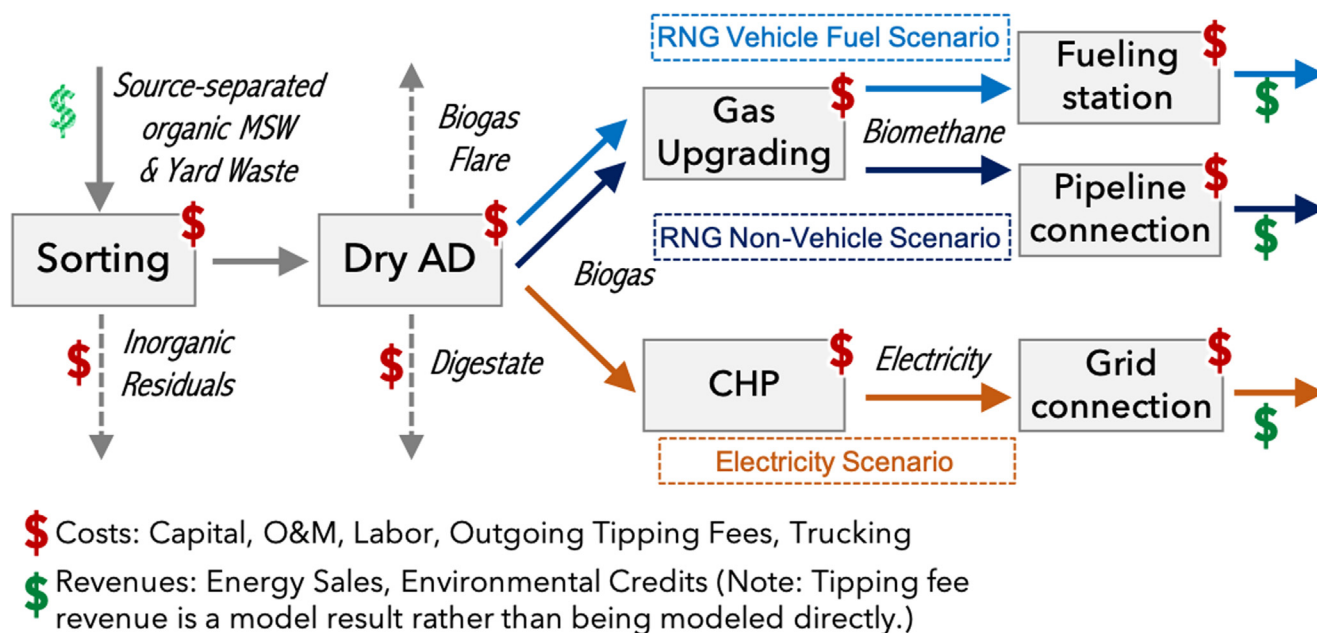 RNG Vehicle Fuel Scenario
$
$
Source-separated
organic MSW
& Yard Waste
Biogas
Flare
$
Gas
Upgrading
Biomethane
Fueling
station
$
$
Sorting
$
Dry AD
RNG Non-Vehicle Scenario
$
Pipeline
connection
$
Biogas
$
Inorganic
Residuals
$
Digestate
$
CHP
Electricity
$
Grid
connection
$
Electricity Scenario
$ Costs: Capital, O&M, Labor, Outgoing Tipping Fees, Trucking
$ Revenues: Energy Sales, Environmental Credits (Note: Tipping fee
revenue is a model result rather than being modeled directly.)